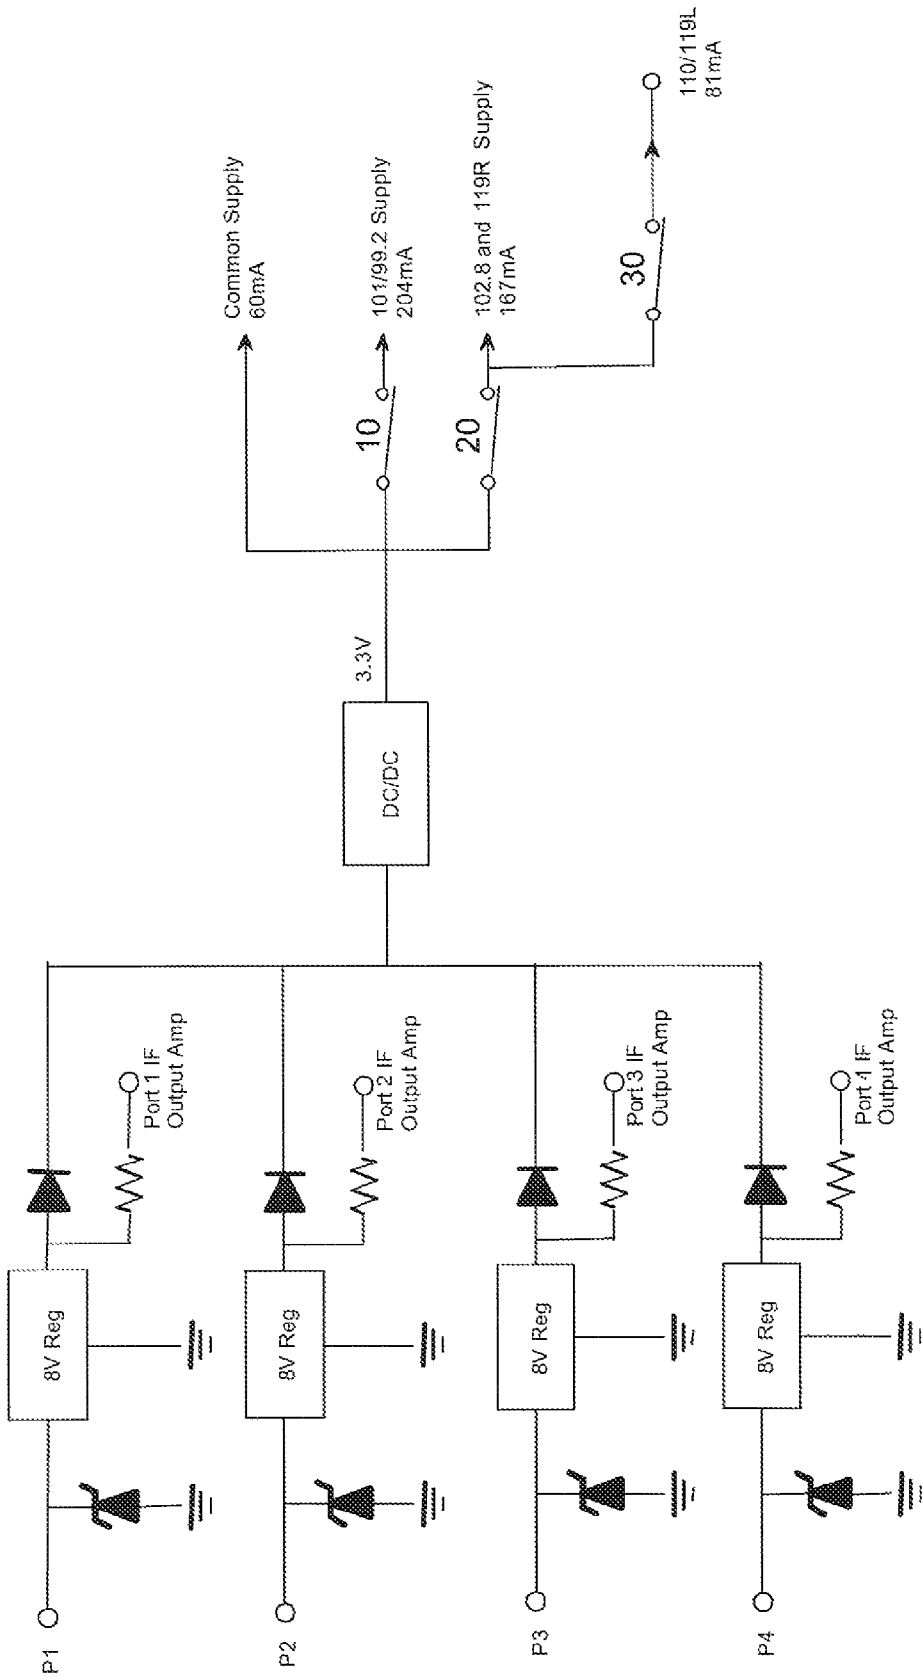 P1
8V Reg
Port 1 IF
Output Amp
P2
8V Reg
Port 2 IF
Output Amp
P3
8V Reg
Port 3 IF
Output Amp
P4
8V Reg
Port 4 IF
Output Amp
DC/DC
3.3V
Common Supply
60mA
10
101/99.2 Supply
204mA
20
102.8 and 119R Supply
167mA
30
110/119L
81mA